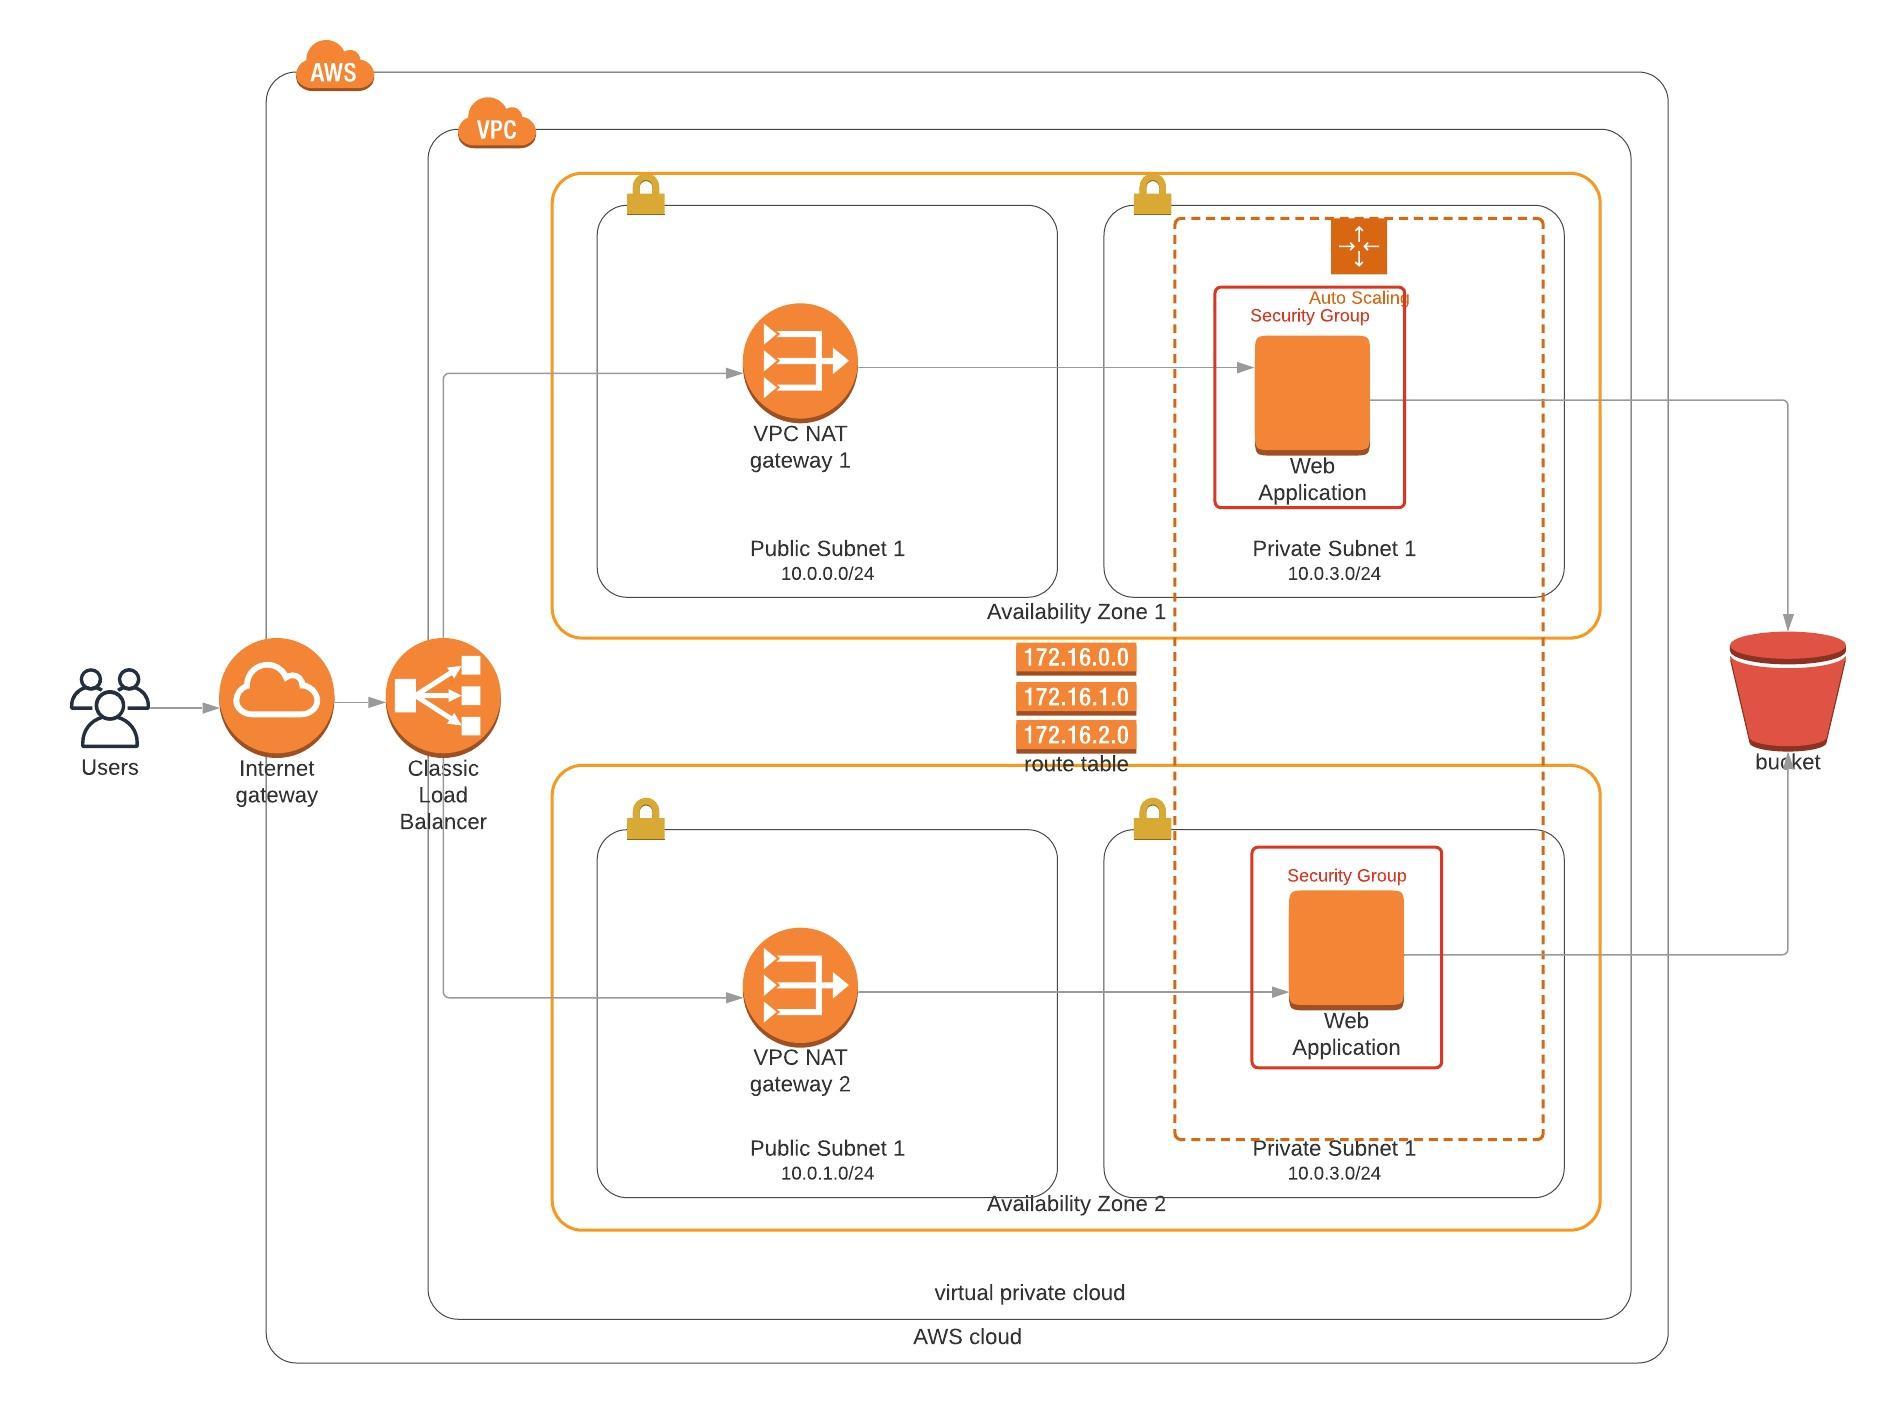 AWS
VPC
Auto Scaling
Security Group
VPC NAT
gateway 1
Web
Application
Public Subnet 1
10.0.0.0/24
Private Subnet 1
10.0.3.0/24
Availability Zone 1
172.16.0.0
172.16.1.0
172.16.2.0
route table
Users
Internet
gateway
Classic
Load
Balancer
bucket
Security Group
VPC NAT
gateway 2
Web
Application
Public Subnet 1
10.0.1.0/24
Private Subnet 1
10.0.3.0/24
Availability Zone 2
virtual private cloud
AWS cloud